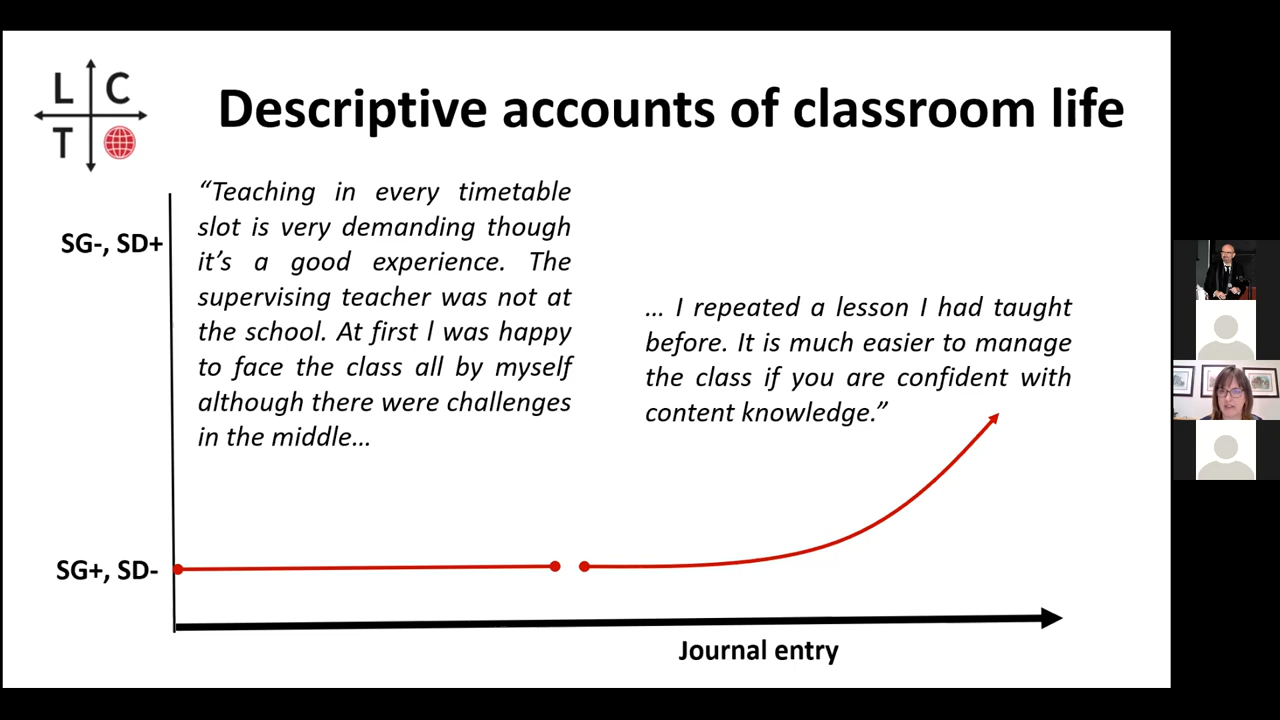 L C
T
Descriptive accounts of classroom life
“Teaching in every timetable
slot is very demanding though
it’s a good experience. The
supervising teacher was not at
the school. At first l was happy
to face the class all by myself
although there were challenges
in the middle…
… I repeated a lesson I had taught
before. It is much easier to manage
the class if you are confident with
content knowledge.”
SG-, SD+
SG+, SD-
Journal entry